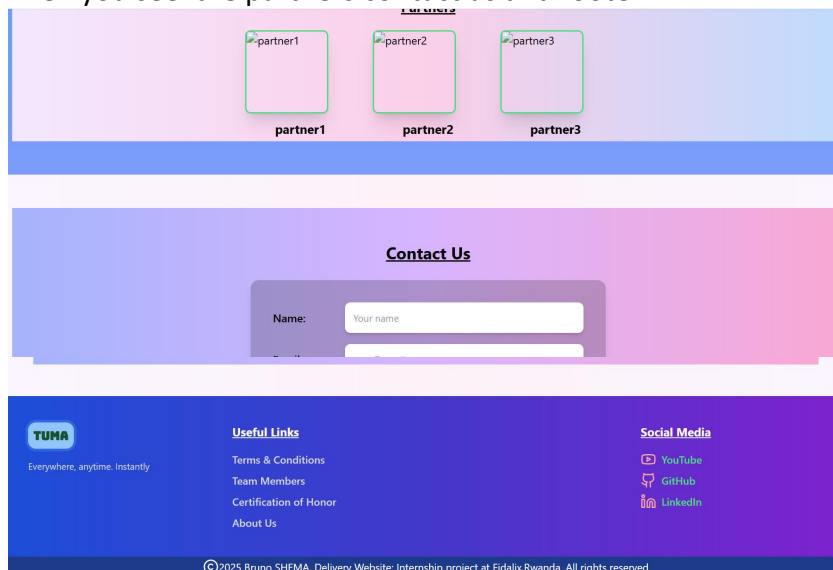 Partners
partner1 partner2 partner3
partner1 partner2 partner3
Contact Us
Name: Your name
TUMA
Everywhere, anytime. Instantly
Useful Links
Terms & Conditions
Team Members
Certification of Honor
About Us
Social Media
YouTube
GitHub
LinkedIn
©2025 Bruno SHEMA. Delivery Website: Internship project at Fidalix Rwanda. All rights reserved